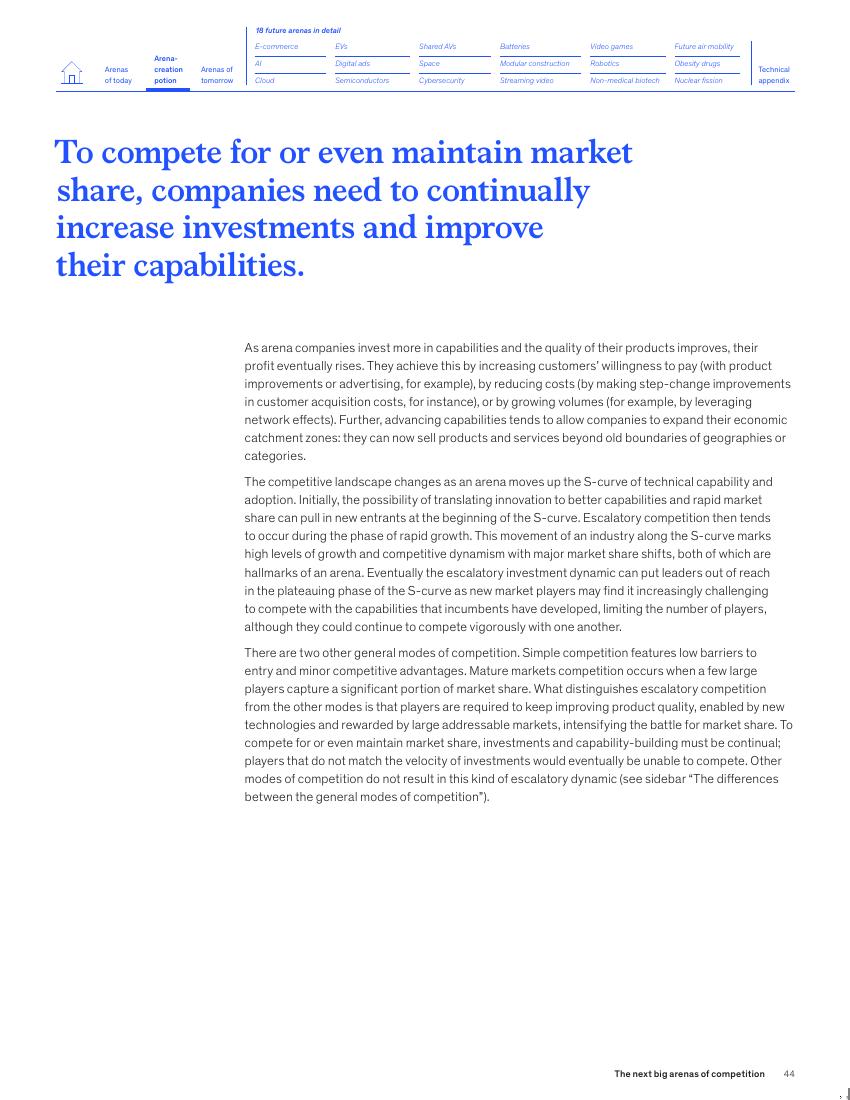 18 future arenas in detail
Arenas
of today
Arena-
creation
potion
Arenas of
tomorrow
E-commerce
EVs
Shared AVs
Batteries
Video games
Future air mobility
AI
Digital ads
Space
Modular construction
Robotics
Obesity drugs
Cloud
Semiconductors
Cybersecurity
Streaming video
Non-medical biotech
Nuclear fission
Technical
appendix
To compete for or even maintain market
share, companies need to continually
increase investments and improve
their capabilities.
As arena companies invest more in capabilities and the quality of their products improves, their
profit eventually rises. They achieve this by increasing customers’ willingness to pay (with product
improvements or advertising, for example), by reducing costs (by making step-change improvements
in customer acquisition costs, for instance), or by growing volumes (for example, by leveraging
network effects). Further, advancing capabilities tends to allow companies to expand their economic
catchment zones: they can now sell products and services beyond old boundaries of geographies or
categories.
The competitive landscape changes as an arena moves up the S-curve of technical capability and
adoption. Initially, the possibility of translating innovation to better capabilities and rapid market
share can pull in new entrants at the beginning of the S-curve. Escalatory competition then tends
to occur during the phase of rapid growth. This movement of an industry along the S-curve marks
high levels of growth and competitive dynamism with major market share shifts, both of which are
hallmarks of an arena. Eventually the escalatory investment dynamic can put leaders out of reach
in the plateauing phase of the S-curve as new market players may find it increasingly challenging
to compete with the capabilities that incumbents have developed, limiting the number of players,
although they could continue to compete vigorously with one another.
There are two other general modes of competition. Simple competition features low barriers to
entry and minor competitive advantages. Mature markets competition occurs when a few large
players capture a significant portion of market share. What distinguishes escalatory competition
from the other modes is that players are required to keep improving product quality, enabled by new
technologies and rewarded by large addressable markets, intensifying the battle for market share. To
compete for or even maintain market share, investments and capability-building must be continual;
players that do not match the velocity of investments would eventually be unable to compete. Other
modes of competition do not result in this kind of escalatory dynamic (see sidebar “The differences
between the general modes of competition”).
The next big arenas of competition 44